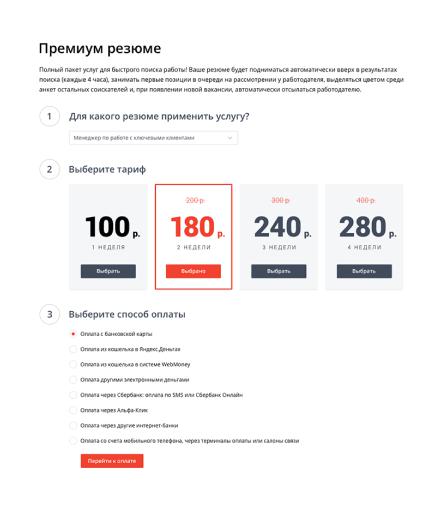 Премиум резюме
Полный пакет услуг для быстрого поиска работы! Ваше резюме будет подниматься автоматически вверх в результатах
поиска (каждые 4 часа), занимать первые позиции в очереди на рассмотрении у работодателя, выделяться цветом среди
анкет остальных соискателей и, при появлении новой вакансии, автоматически отсылаться работодателю.
1 Для какого резюме применить услугу?
Менеджер по работе с ключевыми клиентами
2 Выберите тариф
200 р. 300 р. 400 р.
100 р. 180 р. 240 р. 280 р.
1 НЕДЕЛЯ 2 НЕДЕЛИ 3 НЕДЕЛИ 4 НЕДЕЛИ
Выбрать Выбрано Выбрать Выбрать
3 Выберите способ оплаты
Оплата с банковской карты
Оплата из кошелька в Яндекс.Деньгах
Оплата из кошелька в системе WebMoney
Оплата другими электронными деньгами
Оплата через Сбербанк: оплата по SMS или Сбербанк Онлайн
Оплата через Альфа-Клик
Оплата через другие интернет-банки
Оплата со счета мобильного телефона, через терминалы оплаты или салоны связи
Перейти к оплате